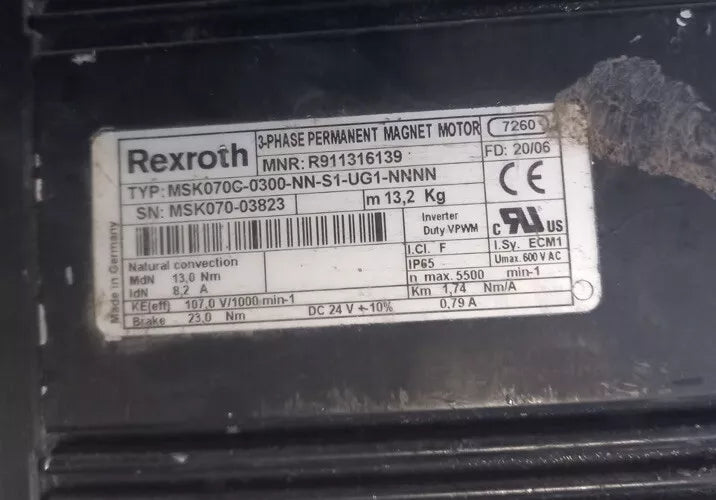 Rexroth
3-PHASE PERMANENT MAGNET MOTOR
7260
MNR: R911316139
FD: 20/06
TYP: MSK070C-0300-NN-S1-UG1-NNNN
CE
SN: MSK070-03823
m 13,2 Kg
Inverter
Duty VPWM
c RU US
I.Cl. F
I.Sy. ECM1
IP65
Umax. 600 V AC
Natural convection
MdN 13,0 Nm
n max. 5500 min-1
IdN 8,2 A
Km 1,74 Nm/A
KE(eff) 107,0 V/1000 min-1
Brake 23,0 Nm DC 24 V +-10% 0,79 A
Made in Germany